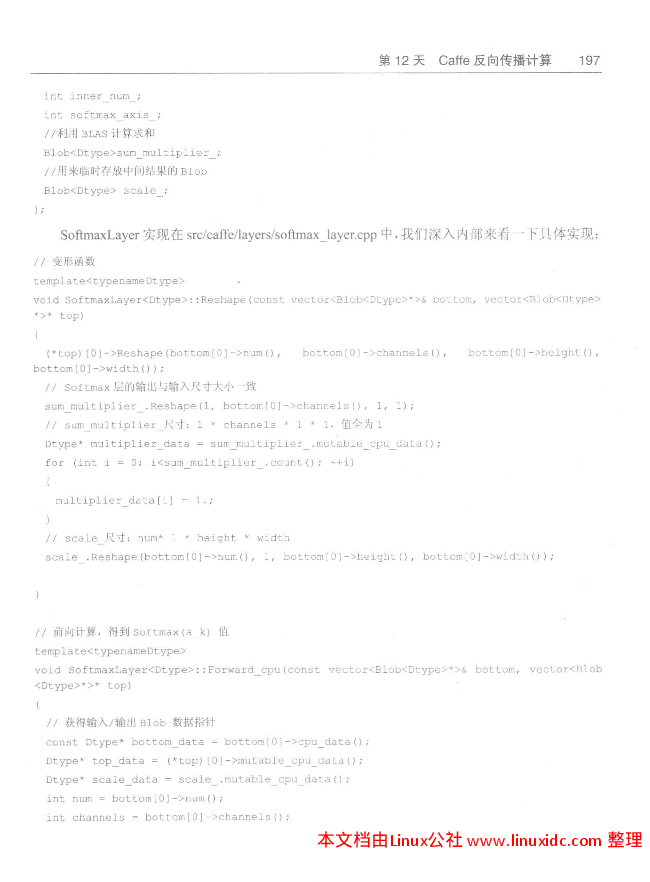 第 12 天 Caffe 反向传播计算 197
int inner_num_;
int softmax_axis_;
//利用 BLAS 计算求和
Blob<Dtype>sum_multiplier_;
//用来临时存放中间结果的 Blob
Blob<Dtype> scale_;
};
SoftmaxLayer 实现在 src/caffe/layers/softmax_layer.cpp 中,我们深入内部来看一下具体实现:
// 变形函数
template<typenameDtype>
void SoftmaxLayer<Dtype>::Reshape(const vector<Blob<Dtype>*>& bottom, vector<Blob<Dtype>
*>* top)
{
(*top)[0]->Reshape(bottom[0]->num(), bottom[0]->channels(), bottom[0]->height(),
bottom[0]->width());
// Softmax 层的输出与输入尺寸大小一致
sum_multiplier_.Reshape(1, bottom[0]->channels(), 1, 1);
// sum_multiplier_尺寸: 1 * channels * 1 * 1, 值全为 1
Dtype* multiplier_data = sum_multiplier_.mutable_cpu_data();
for (int i = 0; i<sum_multiplier_.count(); ++i)
{
multiplier_data[i] = 1.;
}
// scale_尺寸: num* 1 * height * width
scale_.Reshape(bottom[0]->num(), 1, bottom[0]->height(), bottom[0]->width());
}
// 前向计算, 得到 Softmax(a_k) 值
template<typenameDtype>
void SoftmaxLayer<Dtype>::Forward_cpu(const vector<Blob<Dtype>*>& bottom, vector<Blob
<Dtype>*>* top)
{
// 获得输入/输出 Blob 数据指针
const Dtype* bottom_data = bottom[0]->cpu_data();
Dtype* top_data = (*top)[0]->mutable_cpu_data();
Dtype* scale_data = scale_.mutable_cpu_data();
int num = bottom[0]->num();
int channels = bottom[0]->channels();
本文档由Linux公社 www.linuxidc.com 整理